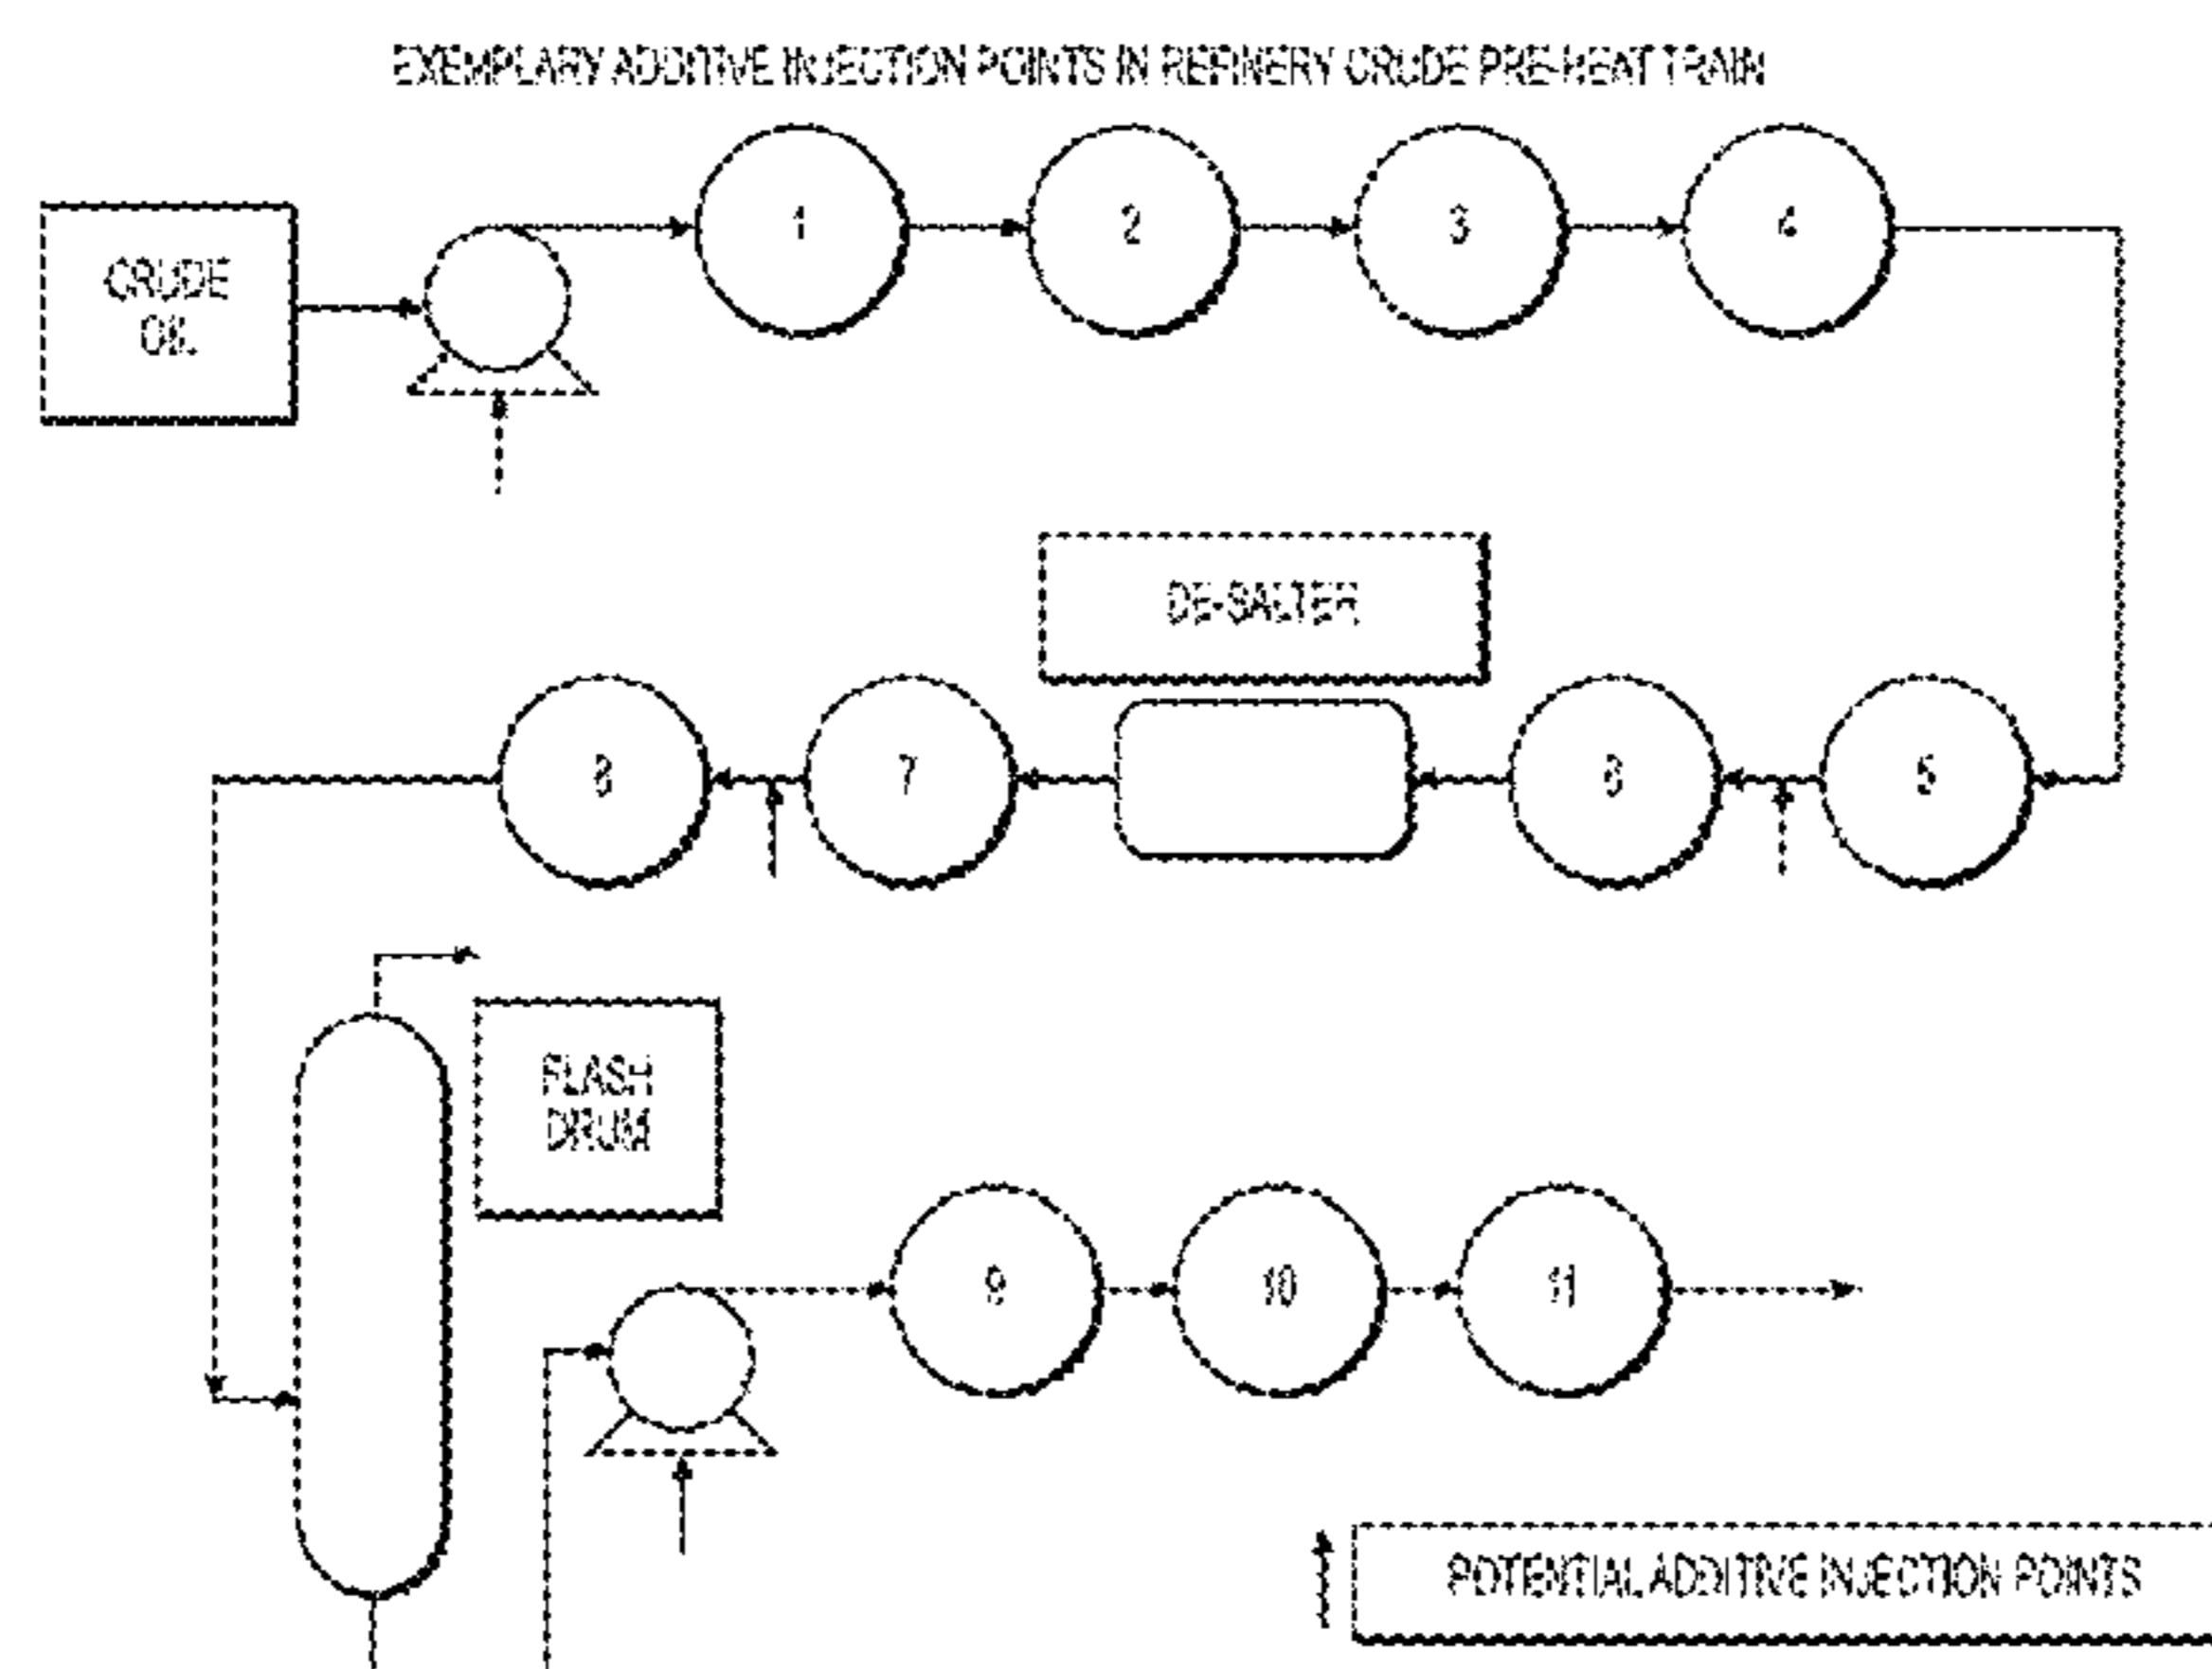 EXEMPLARY ADDITIVE INJECTION POINTS IN REFINERY CRUDE PRE-HEAT TRAIN
1
2
3
4
CRUDE
OIL
DE-SALTER
8
7
6
5
FLASH
DRUM
9
10
11
POTENTIAL ADDITIVE INJECTION POINTS